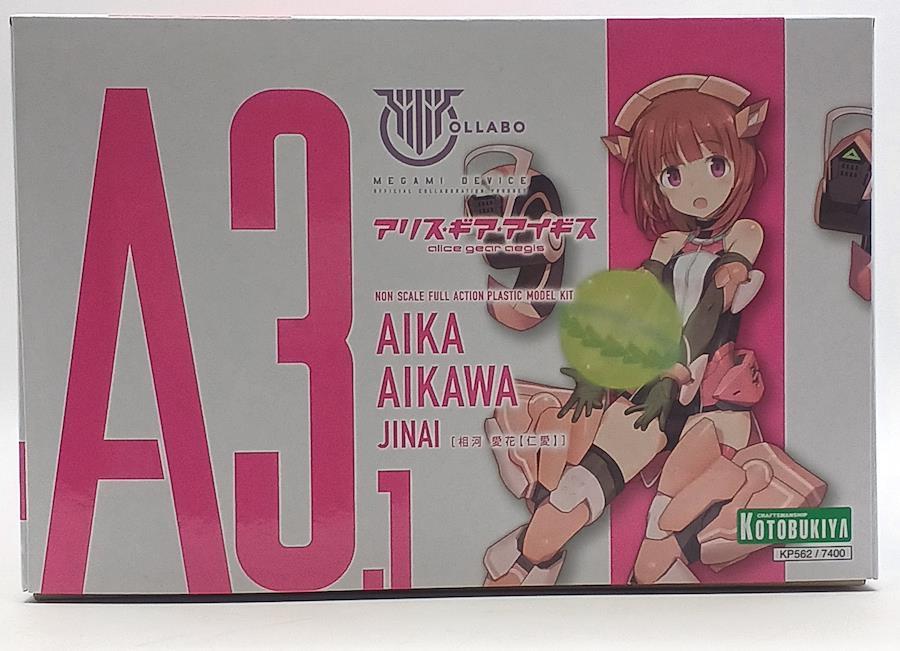 A3.1
COLLABO
MEGAMI DEVICE
OFFICIAL COLLABORATION PRODUCT
アリス・ギア・アイギス
alice gear aegis
NON SCALE FULL ACTION PLASTIC MODEL KIT
AIKA
AIKAWA
JINAI [相河 愛花【仁愛】]
CRAFTSMANSHIP
KOTOBUKIYA
KP562 / 7400